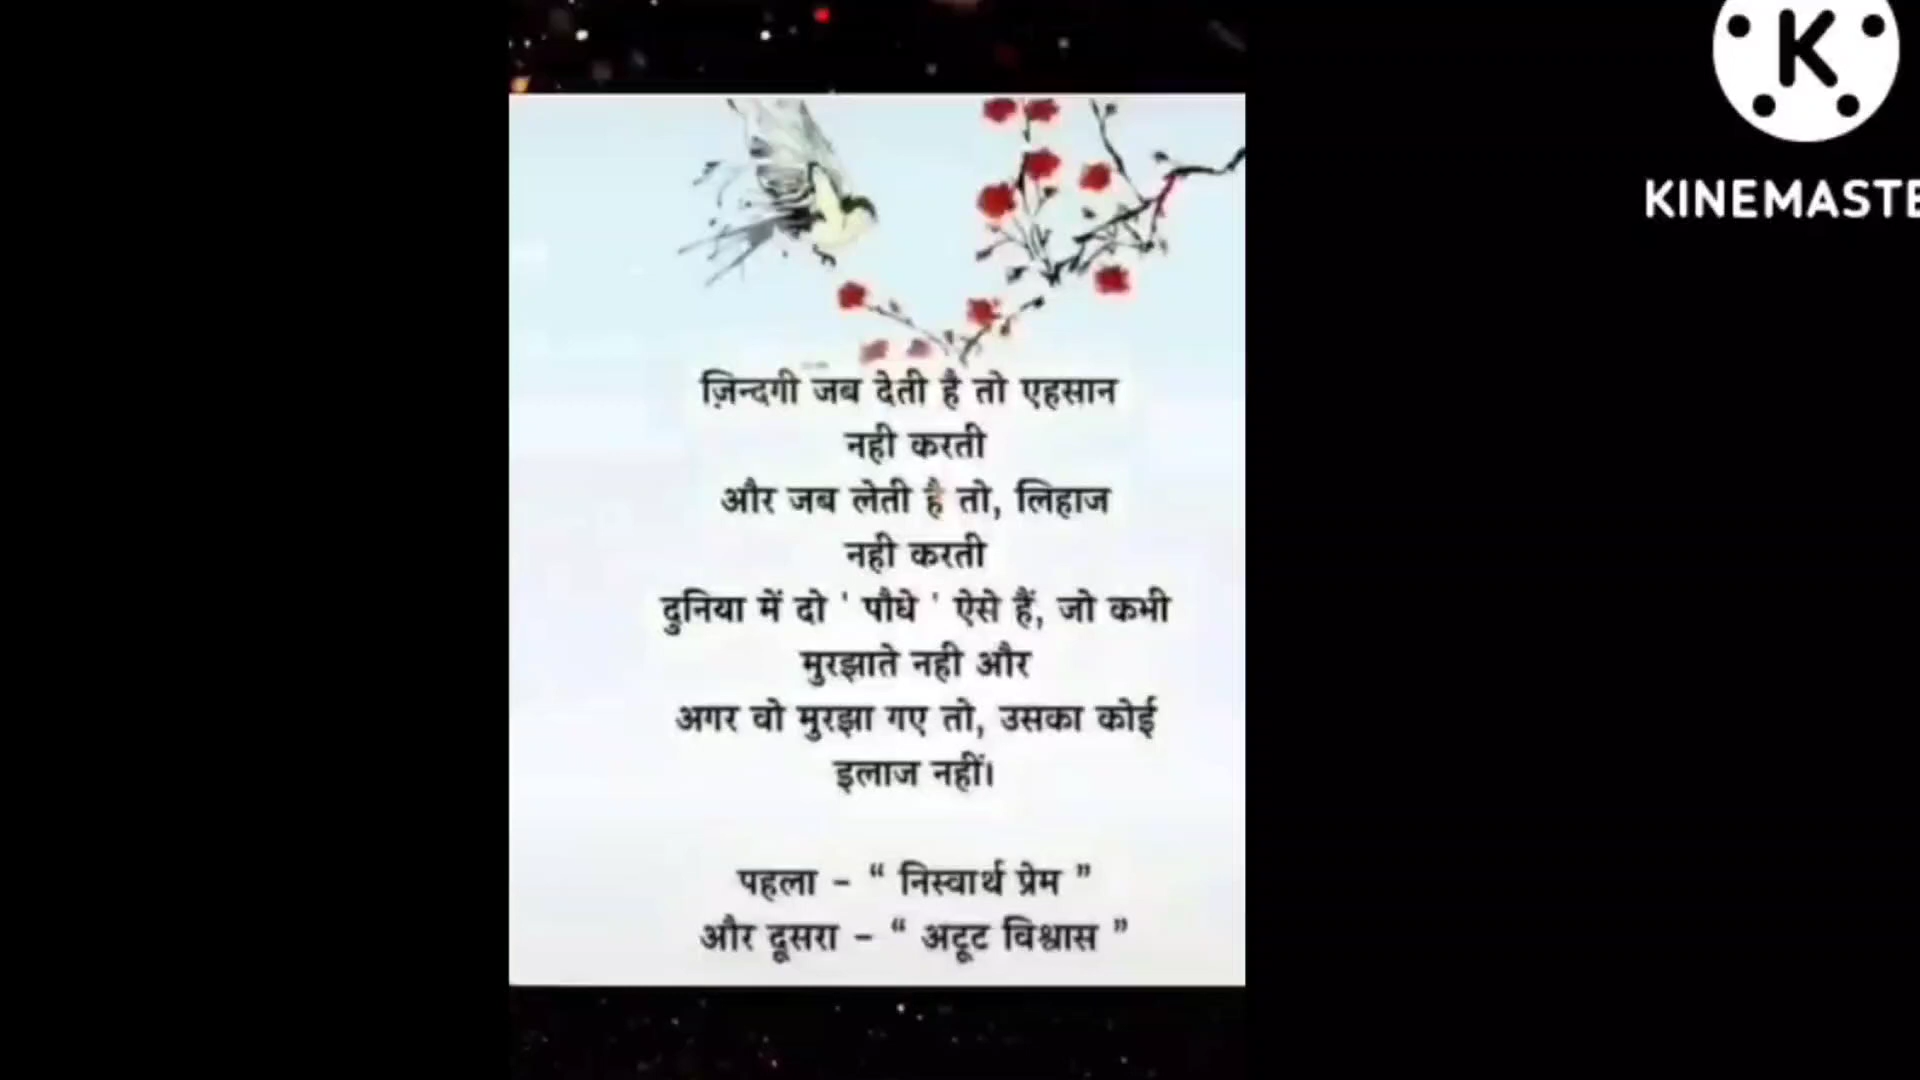 K
KINEMASTE
ज़िन्दगी जब देती है तो एहसान
नही करती
और जब लेती है तो, लिहाज
नही करती
दुनिया में दो ' पौधे ' ऐसे हैं, जो कभी
मुरझाते नही और
अगर वो मुरझा गए तो, उसका कोई
इलाज नहीं।
पहला – “ निस्वार्थ प्रेम ”
और दूसरा – “ अटूट विश्वास ”